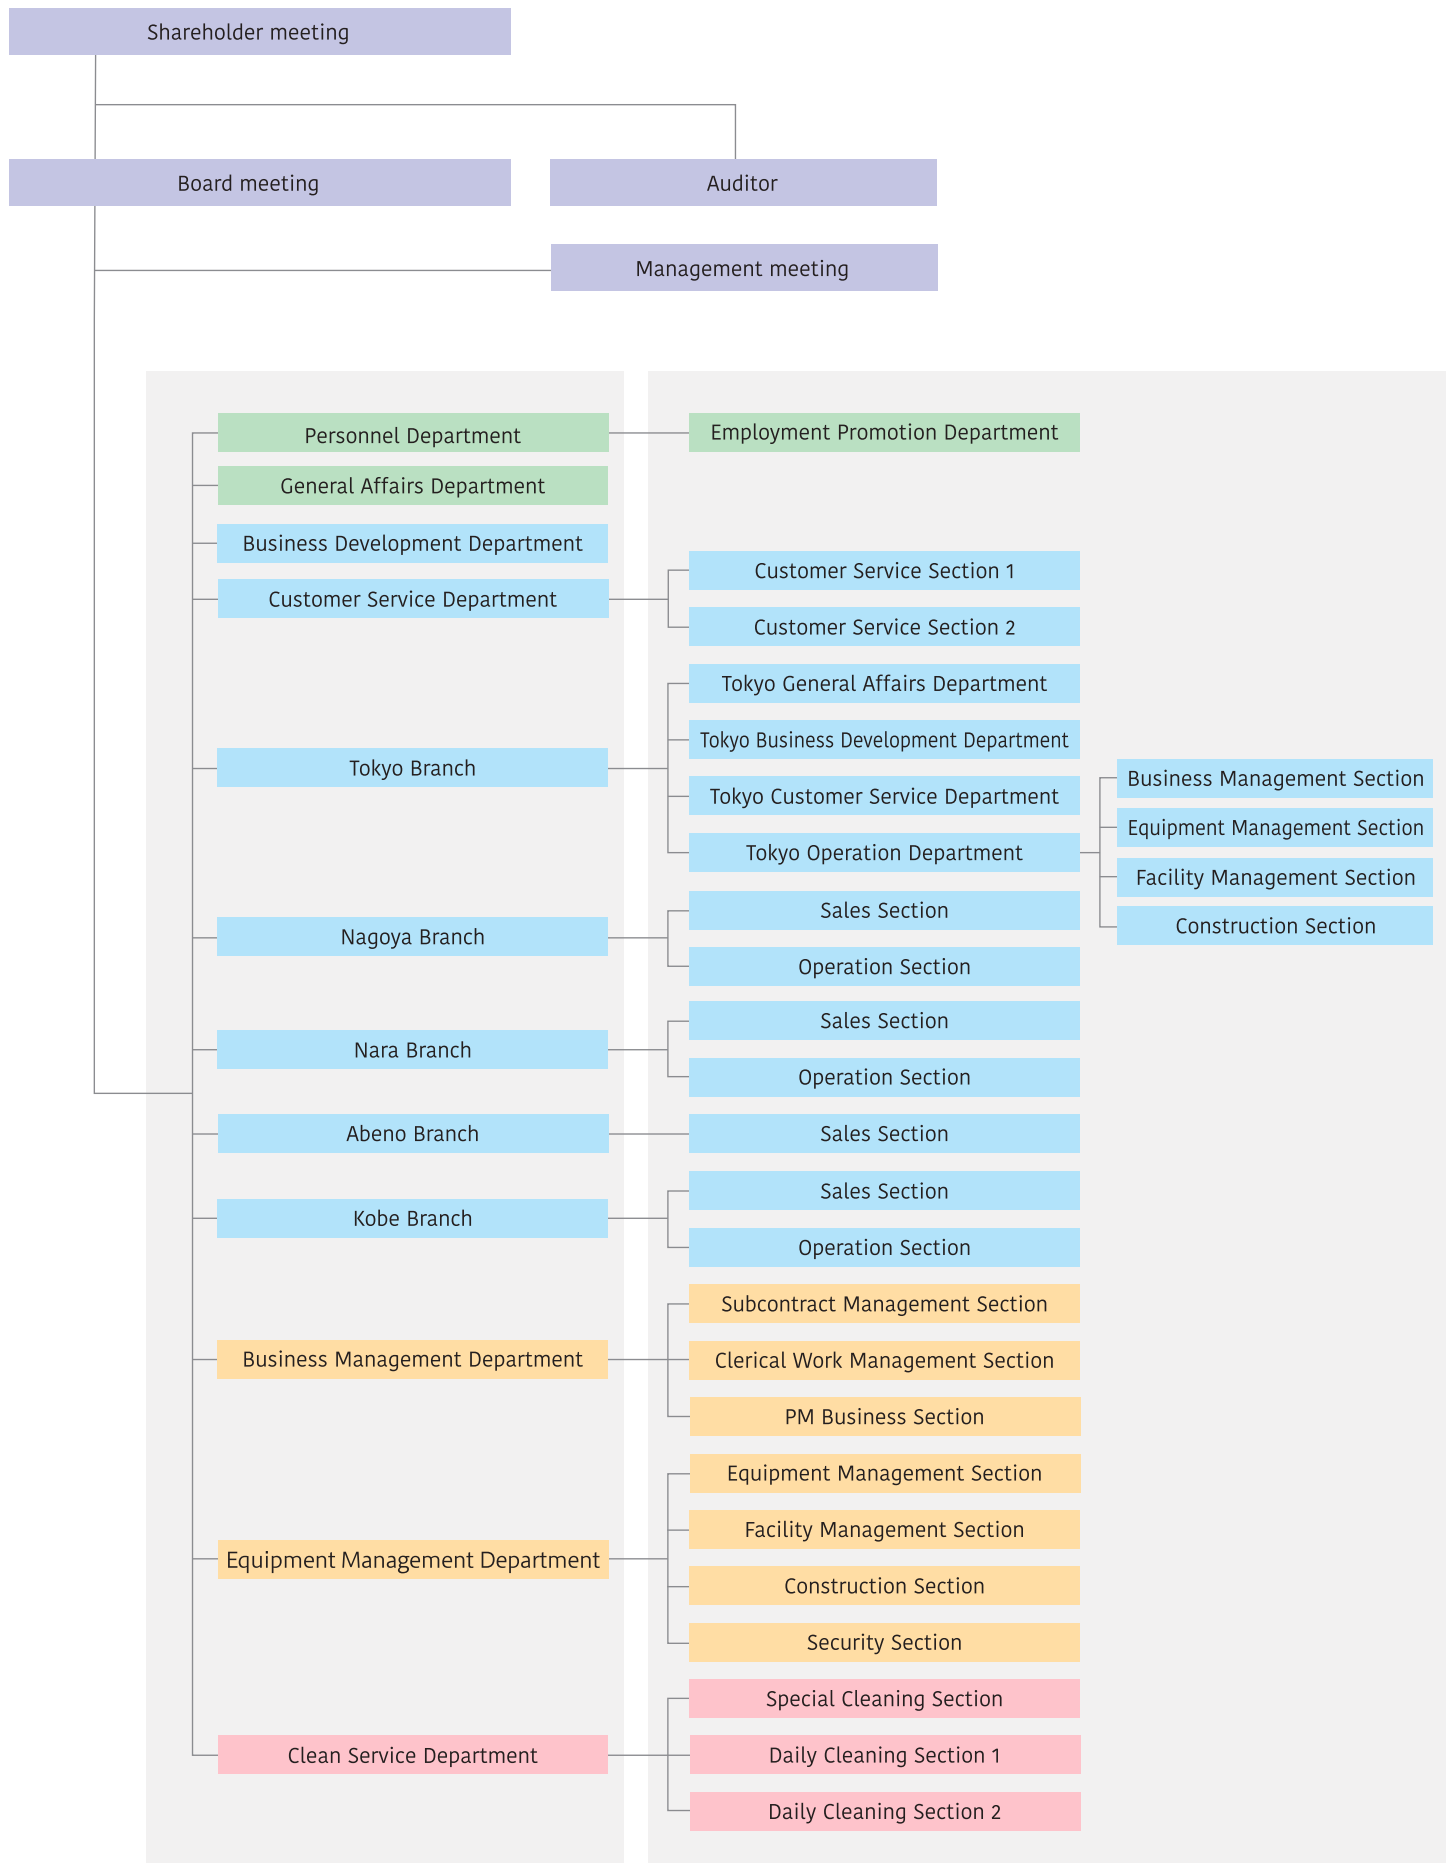 Shareholder meeting
Board meeting
Auditor
Management meeting
Personnel Department
Employment Promotion Department
General Affairs Department
Business Development Department
Customer Service Department
Customer Service Section 1
Customer Service Section 2
Tokyo Branch
Tokyo General Affairs Department
Tokyo Business Development Department
Tokyo Customer Service Department
Tokyo Operation Department
Business Management Section
Equipment Management Section
Facility Management Section
Construction Section
Nagoya Branch
Sales Section
Operation Section
Nara Branch
Sales Section
Operation Section
Abeno Branch
Sales Section
Kobe Branch
Sales Section
Operation Section
Business Management Department
Subcontract Management Section
Clerical Work Management Section
PM Business Section
Equipment Management Department
Equipment Management Section
Facility Management Section
Construction Section
Security Section
Clean Service Department
Special Cleaning Section
Daily Cleaning Section 1
Daily Cleaning Section 2